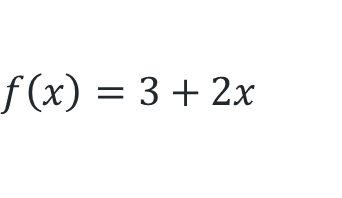 f(x) = 3 + 2x